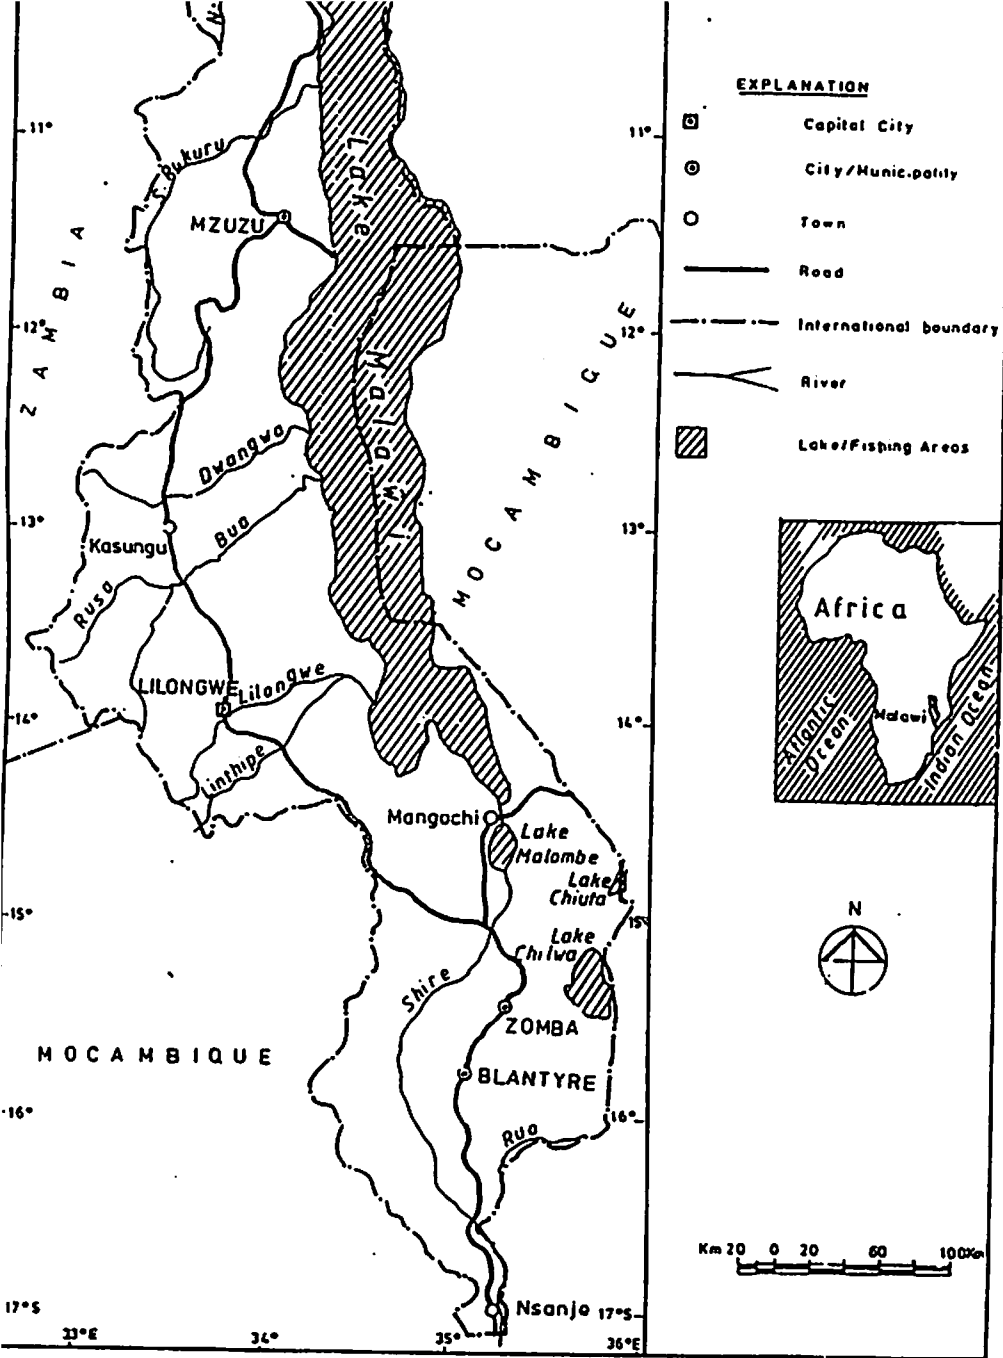 EXPLANATION
Capital City
City/Municipality
Town
Road
International boundary
River
Lake/Fishing Areas
11°
11°
S. Rukuru
MZUZU
Lake Malawi
ZAMBIA
12°
12°
MOCAMBIQUE
Dwangwa
13°
13°
Kasungu
Bua
Rusa
Africa
Malawi
Atlantic
Ocean
Indian Ocean
LILONGWE
Lilongwe
14°
14°
Linthipe
Mangochi
Lake
Malombe
Lake
Chiuta
15°
15°
N
Lake
Chilwa
Shire
ZOMBA
MOCAMBIQUE
BLANTYRE
16°
16°
Ruo
Km 20 0 20 60 100Km
17°S
Nsanje
17°S
33°E
34°
35°
36°E